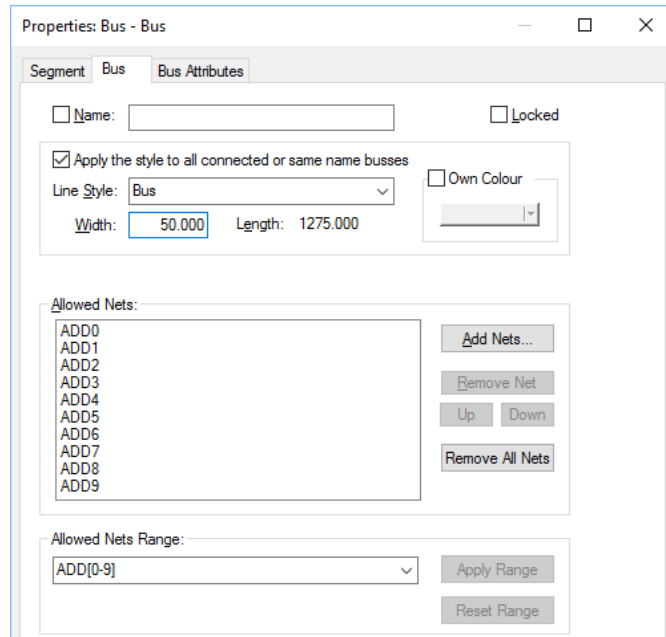 Properties: Bus - Bus
Segment Bus Bus Attributes
Name: Locked
Apply the style to all connected or same name busses
Line Style: Bus Own Colour
Width: 50.000 Length: 1275.000
Allowed Nets:
ADD0
ADD1
ADD2
ADD3
ADD4
ADD5
ADD6
ADD7
ADD8
ADD9
Add Nets...
Remove Net
Up Down
Remove All Nets
Allowed Nets Range:
ADD[0-9] Apply Range
Reset Range